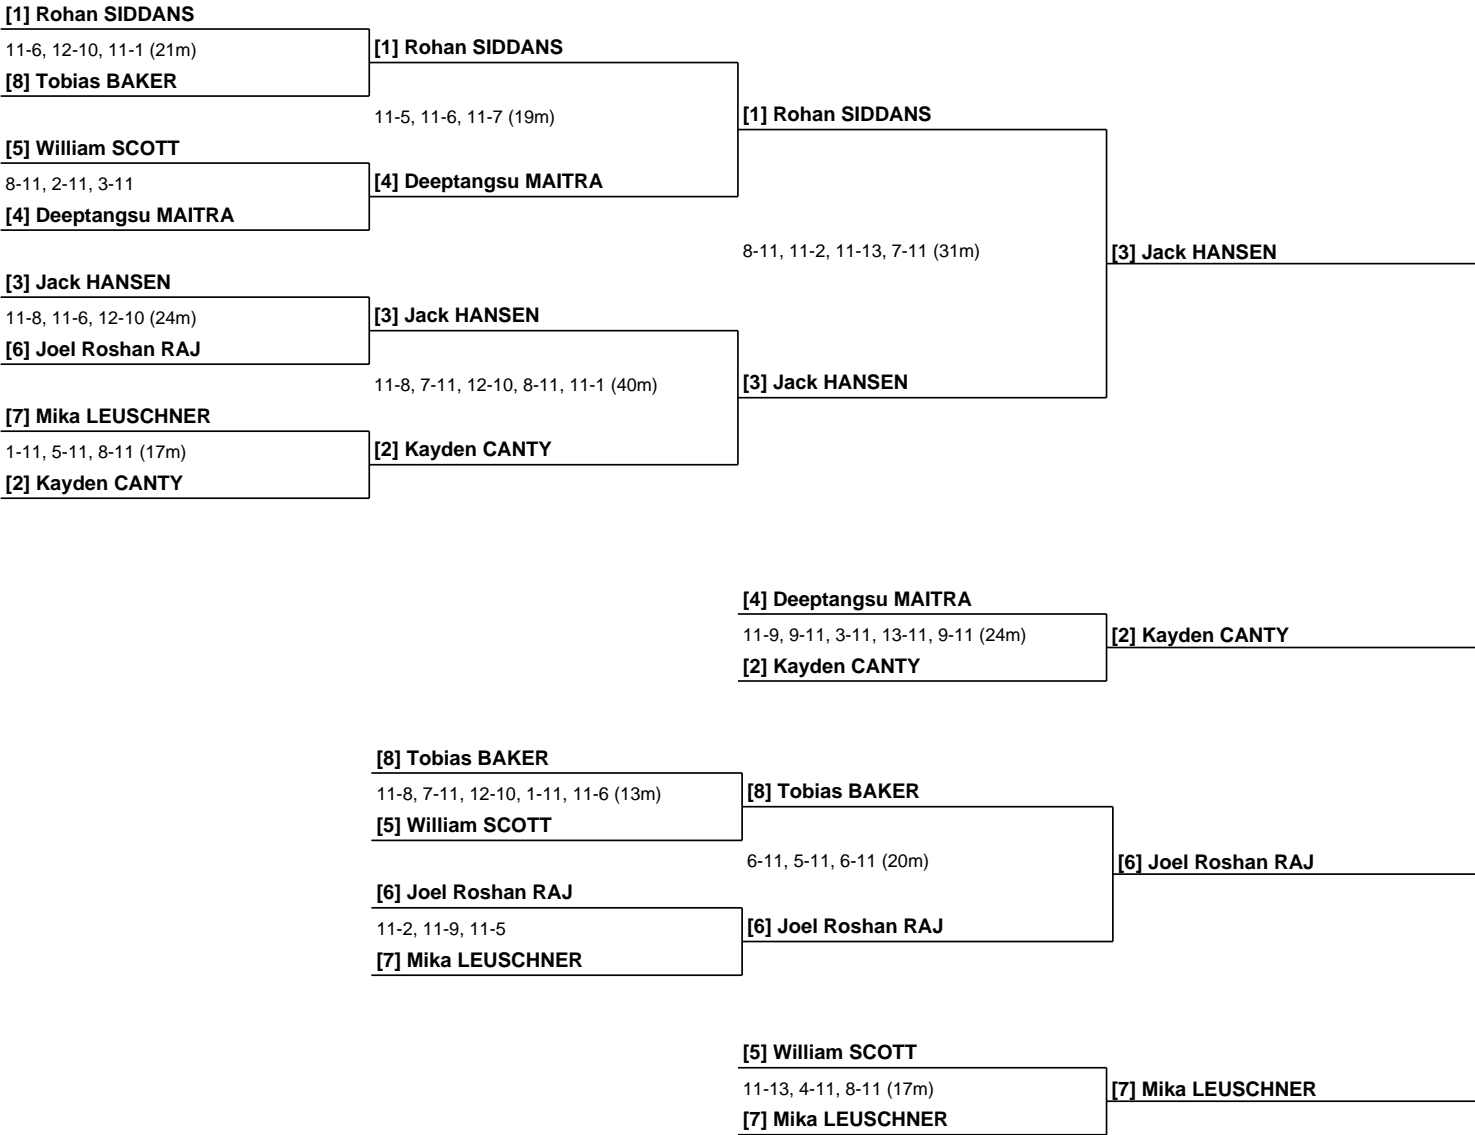 [1] Rohan SIDDANS
11-6, 12-10, 11-1 (21m)
[1] Rohan SIDDANS
[8] Tobias BAKER
11-5, 11-6, 11-7 (19m)
[1] Rohan SIDDANS
[5] William SCOTT
8-11, 2-11, 3-11
[4] Deeptangsu MAITRA
[4] Deeptangsu MAITRA
8-11, 11-2, 11-13, 7-11 (31m)
[3] Jack HANSEN
[3] Jack HANSEN
11-8, 11-6, 12-10 (24m)
[3] Jack HANSEN
[6] Joel Roshan RAJ
11-8, 7-11, 12-10, 8-11, 11-1 (40m)
[3] Jack HANSEN
[7] Mika LEUSCHNER
1-11, 5-11, 8-11 (17m)
[2] Kayden CANTY
[2] Kayden CANTY
[4] Deeptangsu MAITRA
11-9, 9-11, 3-11, 13-11, 9-11 (24m)
[2] Kayden CANTY
[2] Kayden CANTY
[8] Tobias BAKER
11-8, 7-11, 12-10, 1-11, 11-6 (13m)
[8] Tobias BAKER
[5] William SCOTT
6-11, 5-11, 6-11 (20m)
[6] Joel Roshan RAJ
[6] Joel Roshan RAJ
11-2, 11-9, 11-5
[6] Joel Roshan RAJ
[7] Mika LEUSCHNER
[5] William SCOTT
11-13, 4-11, 8-11 (17m)
[7] Mika LEUSCHNER
[7] Mika LEUSCHNER